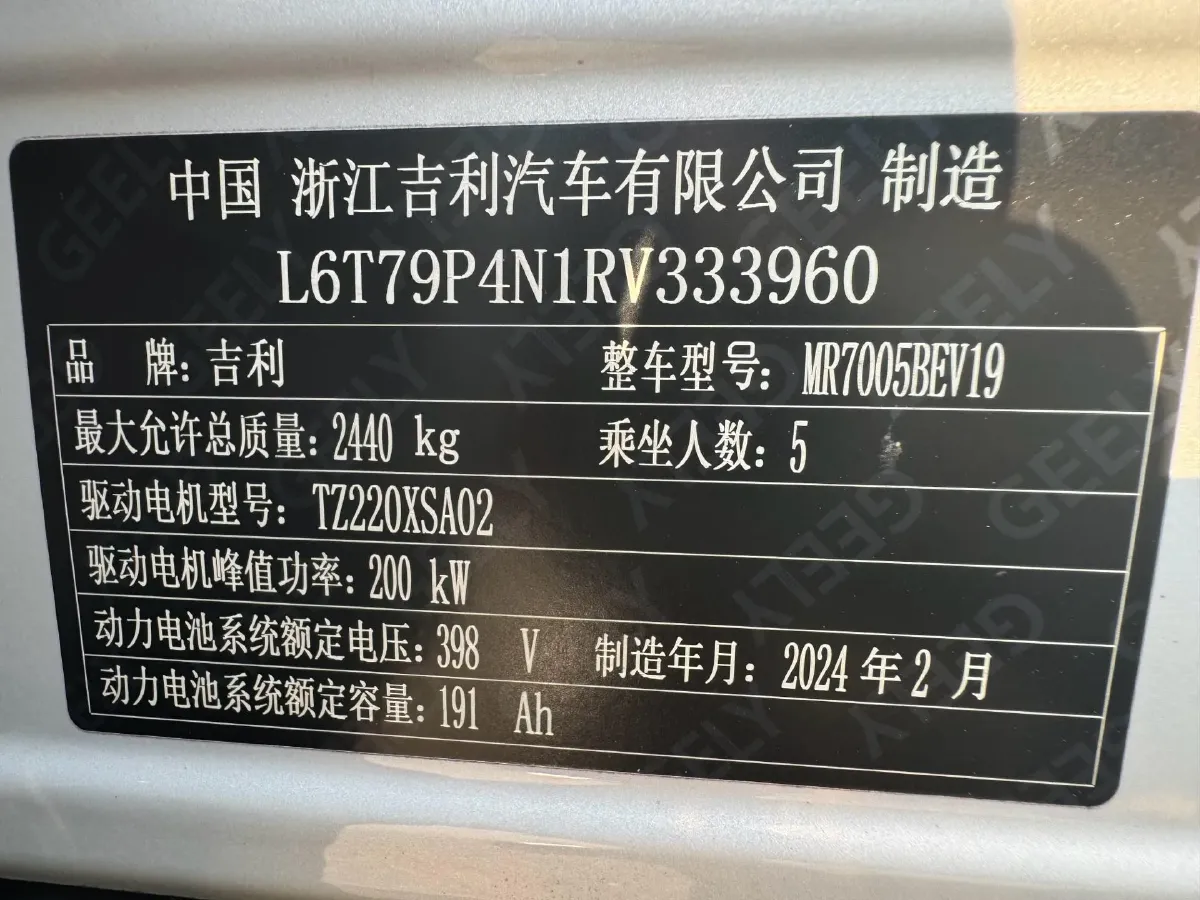 中国 浙江吉利汽车有限公司 制造
L6T79P4N1RV333960
品 牌: 吉利 整车型号: MR7005BEV19
最大允许总质量: 2440 kg 乘坐人数: 5
驱动电机型号: TZ220XSA02
驱动电机峰值功率: 200 kW
动力电池系统额定电压: 398 V 制造年月: 2024 年 2 月
动力电池系统额定容量: 191 Ah